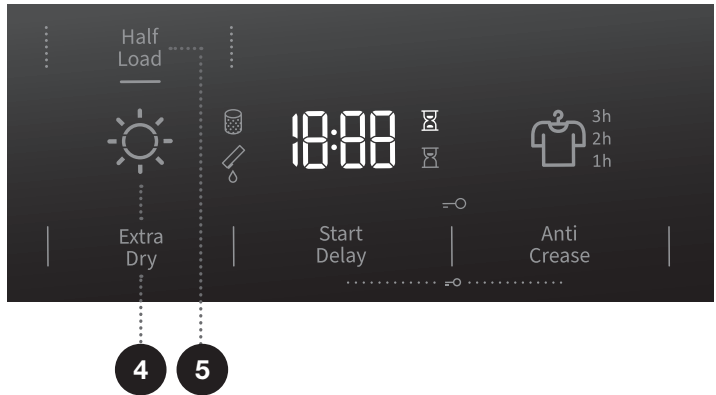 Half
Load
18:88
3h
2h
1h
Extra
Dry
Start
Delay
Anti
Crease
4
5